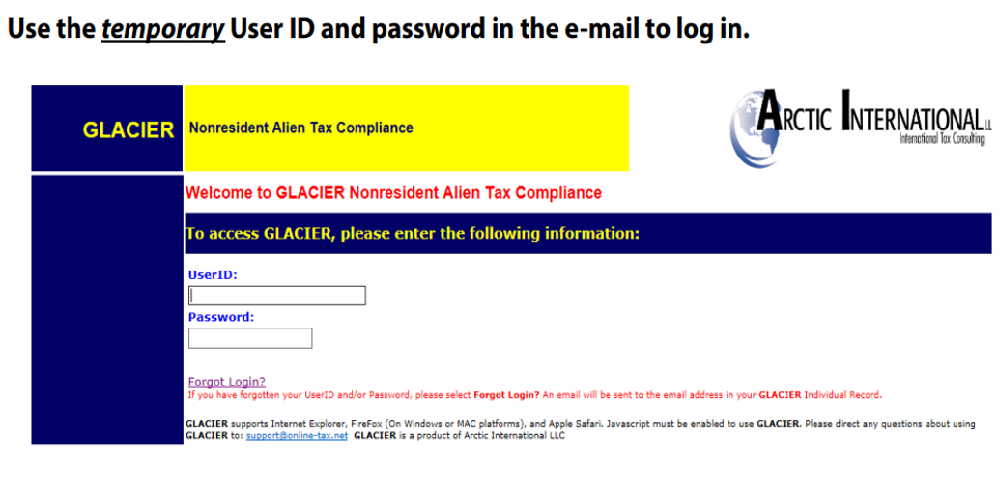 Use the temporary User ID and password in the e-mail to log in.
GLACIER
Nonresident Alien Tax Compliance
ARCTIC INTERNATIONAL LL
International Tax Consulting
Welcome to GLACIER Nonresident Alien Tax Compliance
To access GLACIER, please enter the following information:
UserID:
Password:
Forgot Login?
If you have forgotten your UserID and/or Password, please select Forgot Login? An email will be sent to the email address in your GLACIER Individual Record.
GLACIER supports Internet Explorer, FireFox (On Windows or MAC platforms), and Apple Safari. Javascript must be enabled to use GLACIER. Please direct any questions about using
GLACIER to: support@online-tax.net GLACIER is a product of Arctic International LLC